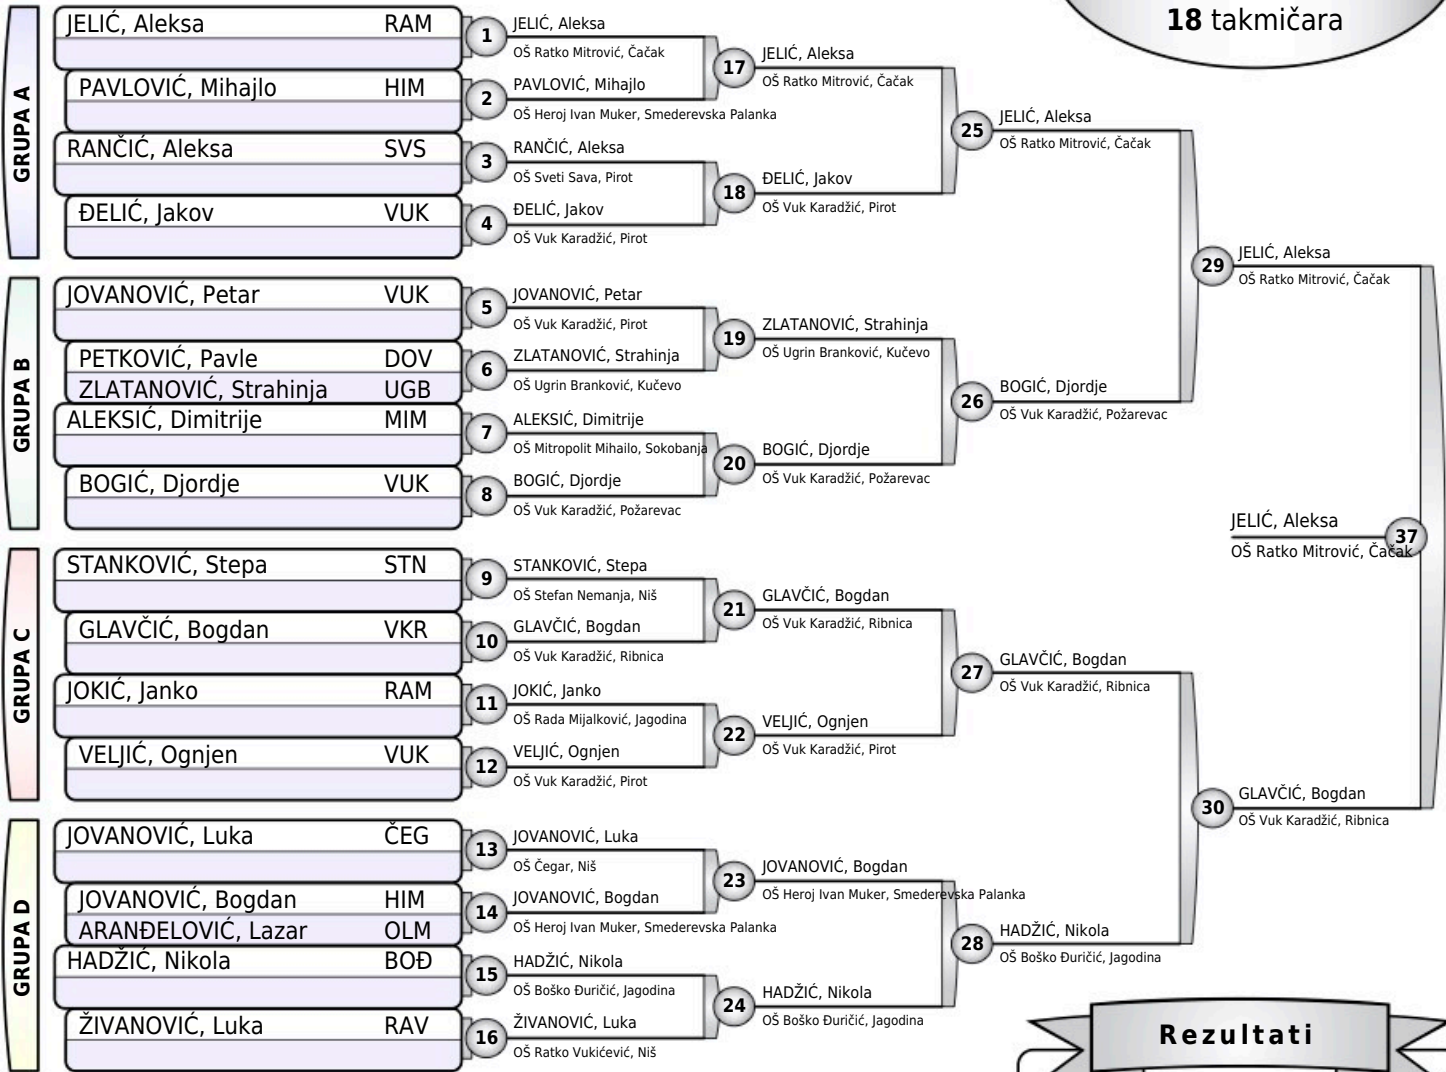 18 takmičara
GRUPA A
JELIĆ, Aleksa RAM
PAVLOVIĆ, Mihajlo HIM
RANČIĆ, Aleksa SVS
ĐELIĆ, Jakov VUK
GRUPA B
JOVANOVIĆ, Petar VUK
PETKOVIĆ, Pavle DOV
ZLATANOVIĆ, Strahinja UGB
ALEKSIĆ, Dimitrije MIM
BOGIĆ, Djordje VUK
GRUPA C
STANKOVIĆ, Stepa STN
GLAVČIĆ, Bogdan VKR
JOKIĆ, Janko RAM
VELJIĆ, Ognjen VUK
GRUPA D
JOVANOVIĆ, Luka ČEG
JOVANOVIĆ, Bogdan HIM
ARANĐELOVIĆ, Lazar OLM
HADŽIĆ, Nikola BOĐ
ŽIVANOVIĆ, Luka RAV
1
JELIĆ, Aleksa
OŠ Ratko Mitrović, Čačak
2
PAVLOVIĆ, Mihajlo
OŠ Heroj Ivan Muker, Smederevska Palanka
3
RANČIĆ, Aleksa
OŠ Sveti Sava, Pirot
4
ĐELIĆ, Jakov
OŠ Vuk Karadžić, Pirot
5
JOVANOVIĆ, Petar
OŠ Vuk Karadžić, Pirot
6
ZLATANOVIĆ, Strahinja
OŠ Ugrin Branković, Kučevo
7
ALEKSIĆ, Dimitrije
OŠ Mitropolit Mihailo, Sokobanja
8
BOGIĆ, Djordje
OŠ Vuk Karadžić, Požarevac
9
STANKOVIĆ, Stepa
OŠ Stefan Nemanja, Niš
10
GLAVČIĆ, Bogdan
OŠ Vuk Karadžić, Ribnica
11
JOKIĆ, Janko
OŠ Rada Mijalković, Jagodina
12
VELJIĆ, Ognjen
OŠ Vuk Karadžić, Pirot
13
JOVANOVIĆ, Luka
OŠ Čegar, Niš
14
JOVANOVIĆ, Bogdan
OŠ Heroj Ivan Muker, Smederevska Palanka
15
HADŽIĆ, Nikola
OŠ Boško Đuričić, Jagodina
16
ŽIVANOVIĆ, Luka
OŠ Ratko Vukićević, Niš
17
JELIĆ, Aleksa
OŠ Ratko Mitrović, Čačak
18
ĐELIĆ, Jakov
OŠ Vuk Karadžić, Pirot
19
ZLATANOVIĆ, Strahinja
OŠ Ugrin Branković, Kučevo
20
BOGIĆ, Djordje
OŠ Vuk Karadžić, Požarevac
21
GLAVČIĆ, Bogdan
OŠ Vuk Karadžić, Ribnica
22
VELJIĆ, Ognjen
OŠ Vuk Karadžić, Pirot
23
JOVANOVIĆ, Bogdan
OŠ Heroj Ivan Muker, Smederevska Palanka
24
HADŽIĆ, Nikola
OŠ Boško Đuričić, Jagodina
25
JELIĆ, Aleksa
OŠ Ratko Mitrović, Čačak
26
BOGIĆ, Djordje
OŠ Vuk Karadžić, Požarevac
27
GLAVČIĆ, Bogdan
OŠ Vuk Karadžić, Ribnica
28
HADŽIĆ, Nikola
OŠ Boško Đuričić, Jagodina
29
JELIĆ, Aleksa
OŠ Ratko Mitrović, Čačak
30
GLAVČIĆ, Bogdan
OŠ Vuk Karadžić, Ribnica
37
JELIĆ, Aleksa
OŠ Ratko Mitrović, Čačak
Rezultati